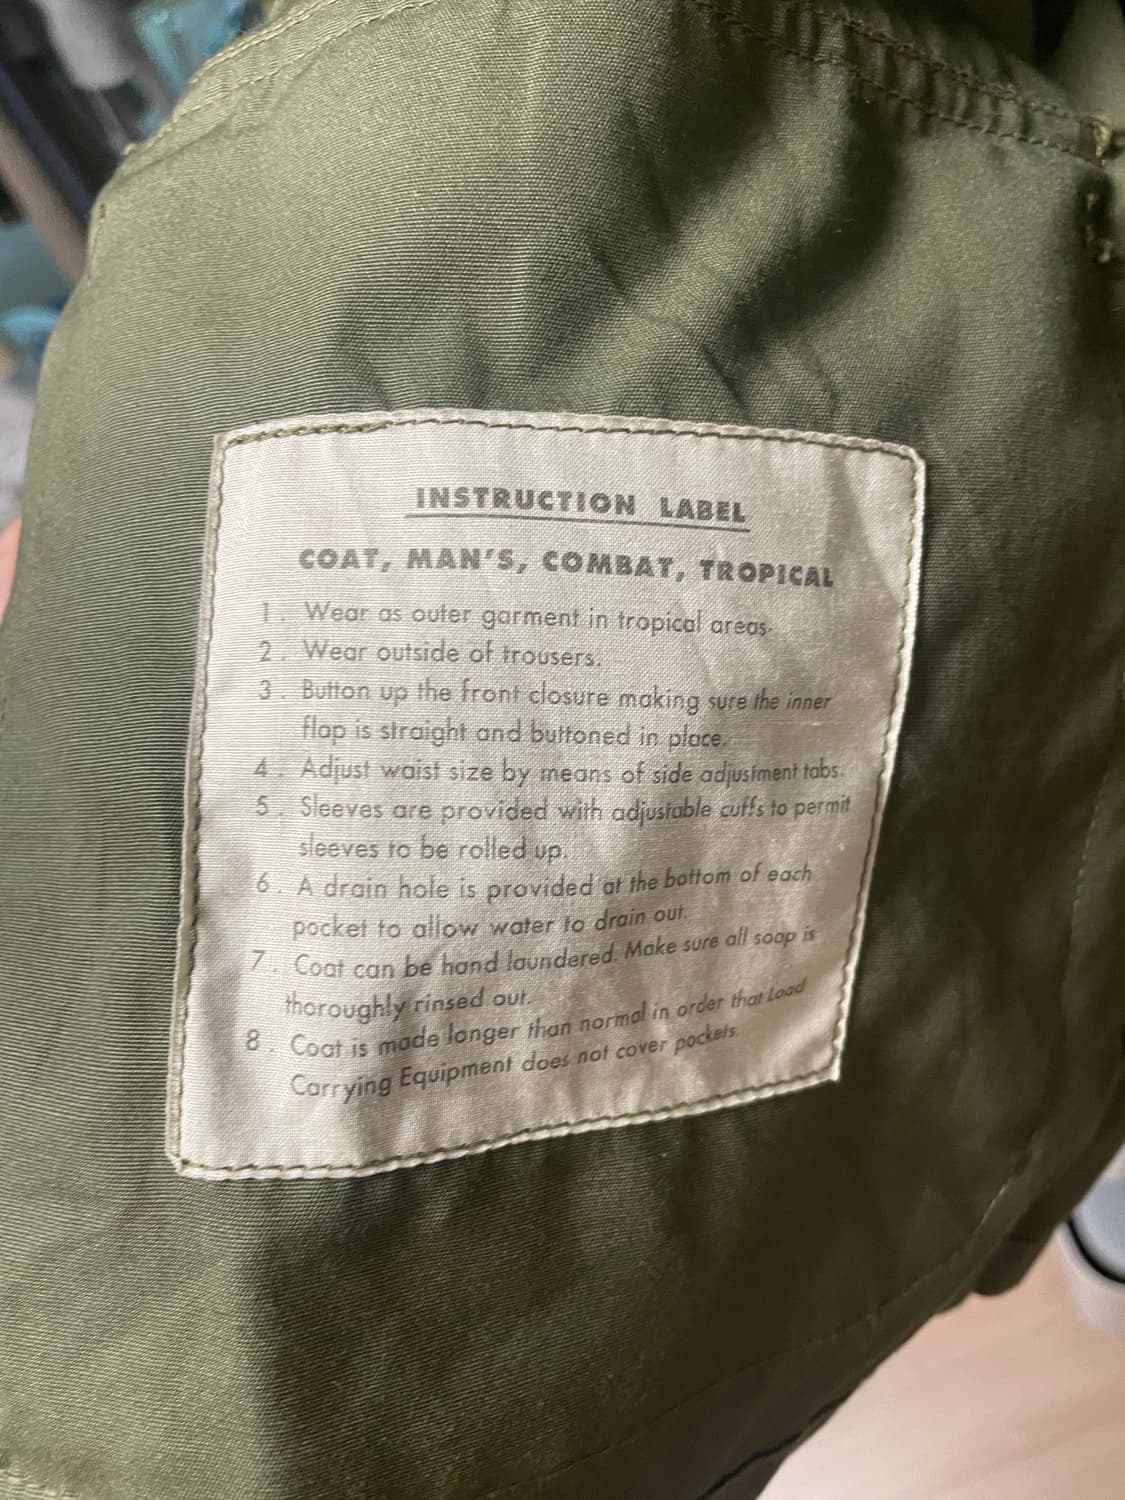 INSTRUCTION LABEL
COAT, MAN'S, COMBAT, TROPICAL
1. Wear as outer garment in tropical areas.
2. Wear outside of trousers.
3. Button up the front closure making sure the inner
flap is straight and buttoned in place.
4. Adjust waist size by means of side adjustment tabs.
5. Sleeves are provided with adjustable cuffs to permit
sleeves to be rolled up.
6. A drain hole is provided at the bottom of each
pocket to allow water to drain out.
7. Coat can be hand laundered. Make sure all soap is
thoroughly rinsed out.
8. Coat is made longer than normal in order that Load
Carrying Equipment does not cover pockets.